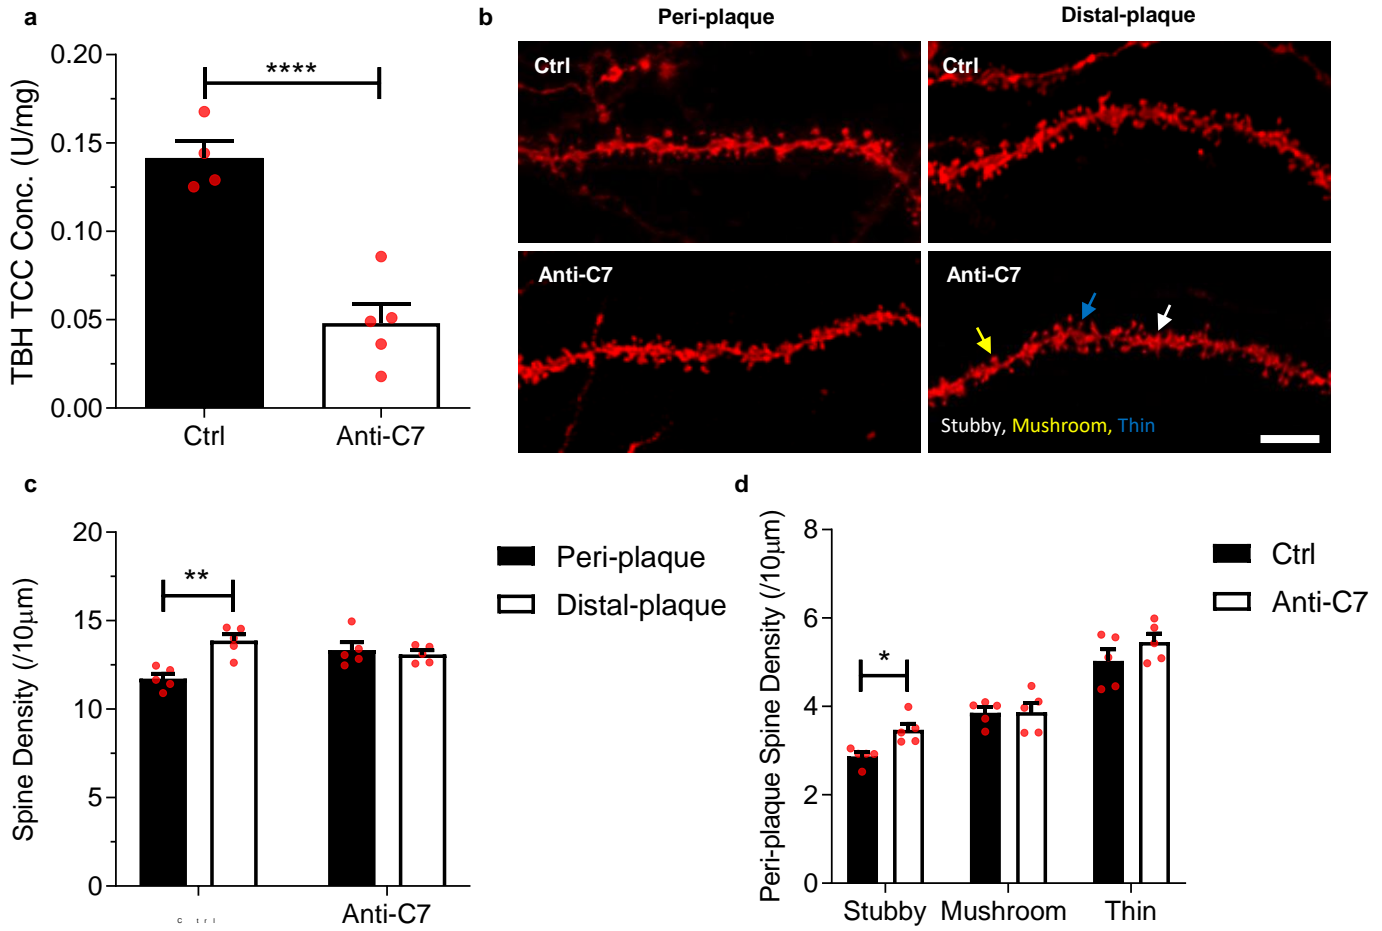 a
TBH TCC Conc. (U/mg)
0.20
0.15
0.10
0.05
0.00
****
Ctrl
Anti-C7
b
Peri-plaque
Distal-plaque
Ctrl
Ctrl
Anti-C7
Anti-C7
Stubby, Mushroom, Thin
c
Spine Density (/10μm)
20
15
10
5
0
**
Ctrl
Anti-C7
Peri-plaque
Distal-plaque
d
Peri-plaque Spine Density (/10μm)
8
6
4
2
0
*
Stubby
Mushroom
Thin
Ctrl
Anti-C7